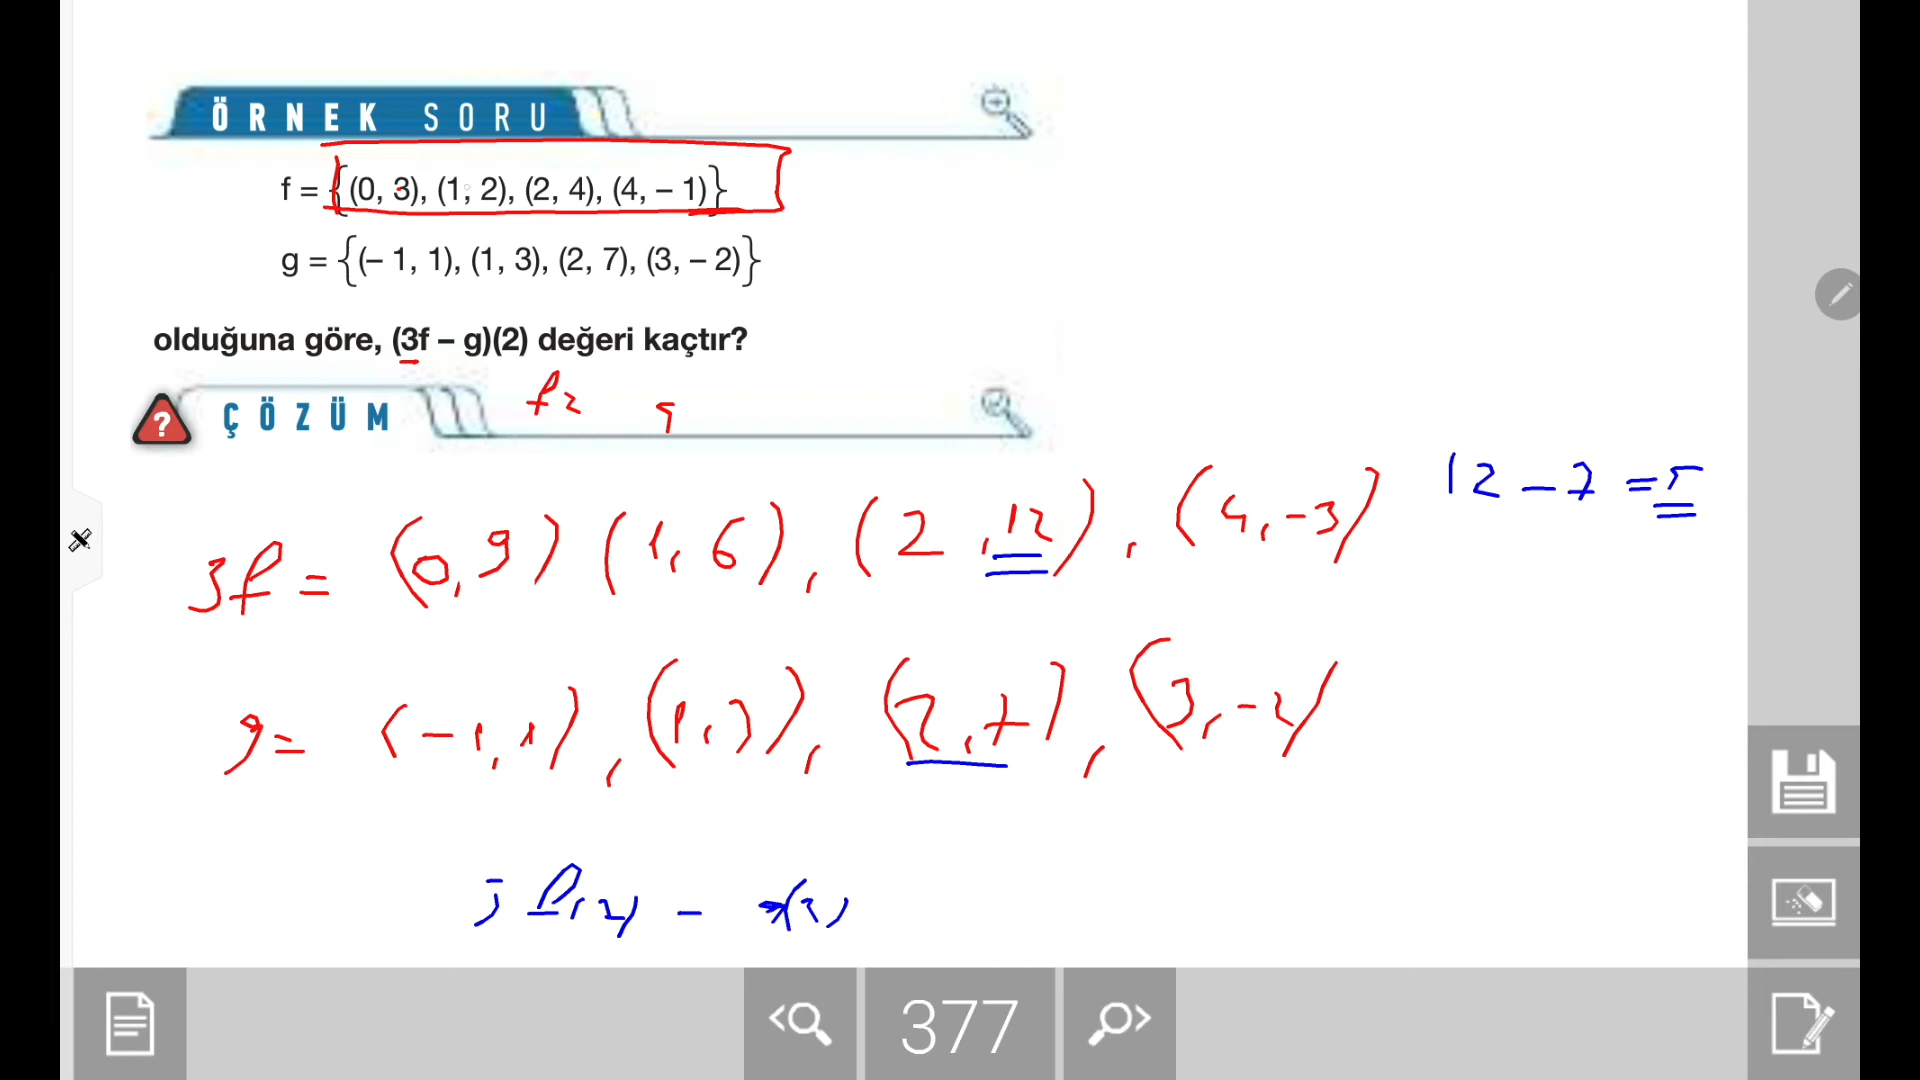 ÖRNEK SORU
f = {(0, 3), (1, 2), (2, 4), (4, – 1)}
g = {(– 1, 1), (1, 3), (2, 7), (3, – 2)}
olduğuna göre, (3f – g)(2) değeri kaçtır?
? ÇÖZÜM
12 – 7 = 5
3f = (0, 9) (1, 6), (2, 12), (4, -3)
g = (-1, 1), (1, 3), (2, 7), (3, -2)
3f(2) –
377